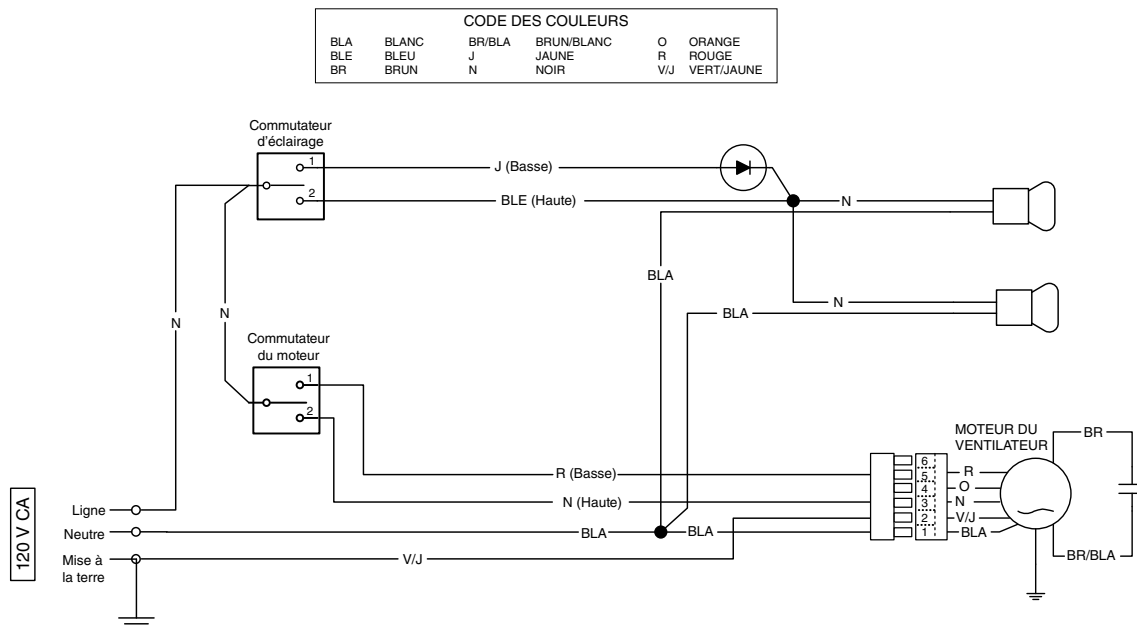 CODE DES COULEURS
BLA BLANC BR/BLA BRUN/BLANC O ORANGE
BLE BLEU J JAUNE R ROUGE
BR BRUN N NOIR V/J VERT/JAUNE
Commutateur
d'éclairage
1
J (Basse)
2
BLE (Haute)
N
BLA
N
N
N
BLA
Commutateur
du moteur
1
2
MOTEUR DU
VENTILATEUR
BR
R (Basse)
6
5
R
4
O
N (Haute)
3
N
2
V/J
1
BLA
120 V CA
Ligne
Neutre
BLA
BLA
Mise à
la terre
V/J
BR/BLA